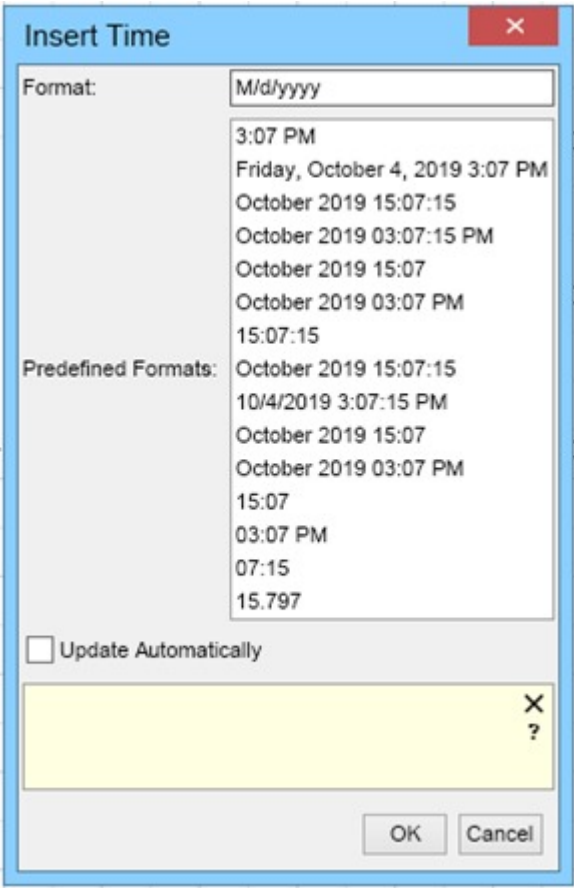 Insert Time
Format:
M/d/yyyy
3:07 PM
Friday, October 4, 2019 3:07 PM
October 2019 15:07:15
October 2019 03:07:15 PM
October 2019 15:07
October 2019 03:07 PM
15:07:15
Predefined Formats:
October 2019 15:07:15
10/4/2019 3:07:15 PM
October 2019 15:07
October 2019 03:07 PM
15:07
03:07 PM
07:15
15.797
Update Automatically
?
OK
Cancel